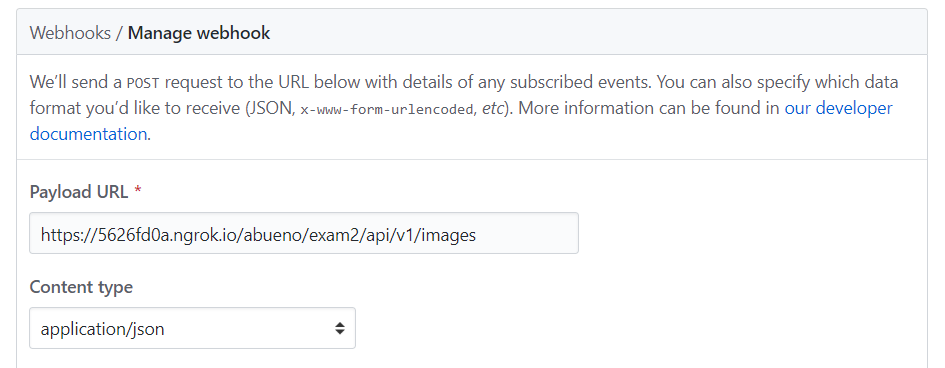 Webhooks / Manage webhook
We’ll send a POST request to the URL below with details of any subscribed events. You can also specify which data
format you’d like to receive (JSON, x-www-form-urlencoded, etc). More information can be found in our developer
documentation.
Payload URL *
https://5626fd0a.ngrok.io/abueno/exam2/api/v1/images
Content type
application/json